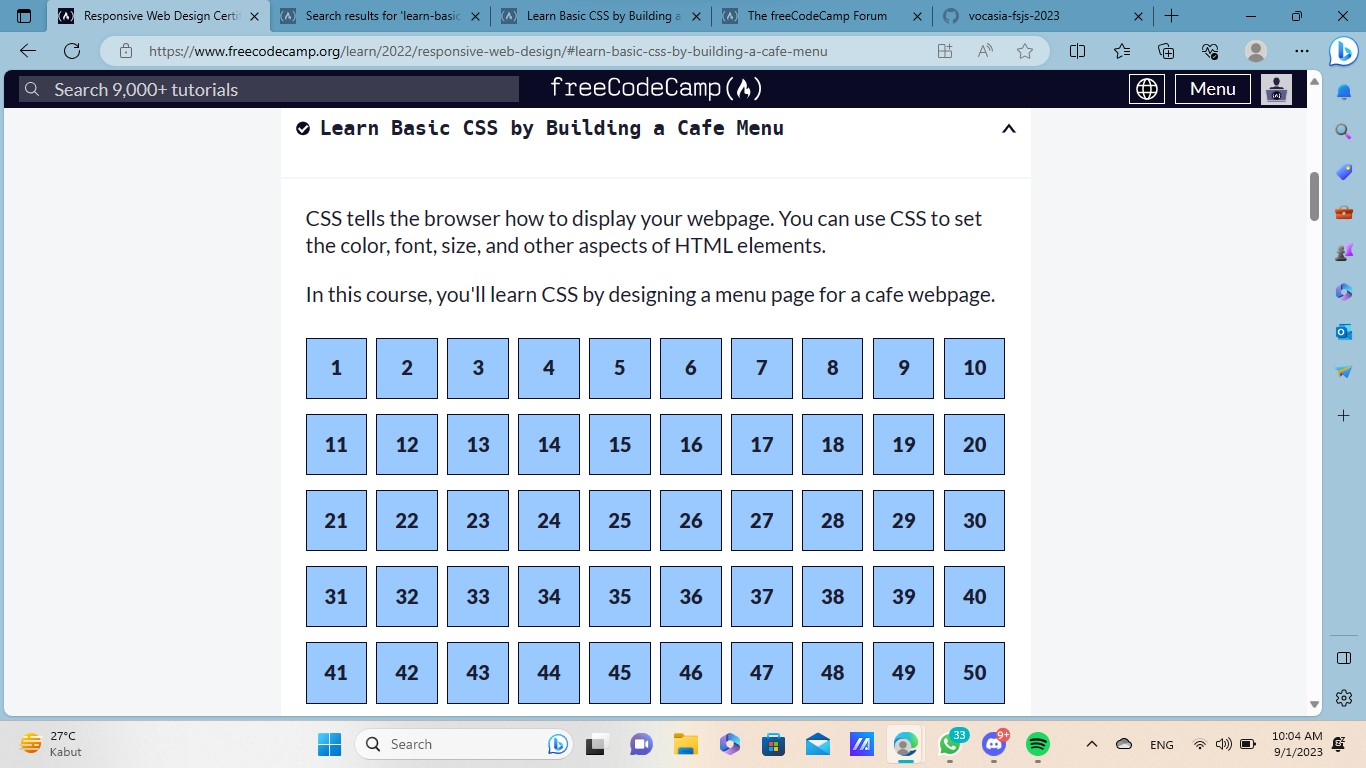 Responsive Web Design Certi
Search results for 'learn-basic
Learn Basic CSS by Building a
The freeCodeCamp Forum
vocasia-fsjs-2023
https://www.freecodecamp.org/learn/2022/responsive-web-design/#learn-basic-css-by-building-a-cafe-menu
Search 9,000+ tutorials
freeCodeCamp
Menu
Learn Basic CSS by Building a Cafe Menu
CSS tells the browser how to display your webpage. You can use CSS to set
the color, font, size, and other aspects of HTML elements.
In this course, you'll learn CSS by designing a menu page for a cafe webpage.
1 2 3 4 5 6 7 8 9 10
11 12 13 14 15 16 17 18 19 20
21 22 23 24 25 26 27 28 29 30
31 32 33 34 35 36 37 38 39 40
41 42 43 44 45 46 47 48 49 50
27°C
Kabut
Search
33
9+
ENG
10:04 AM
9/1/2023